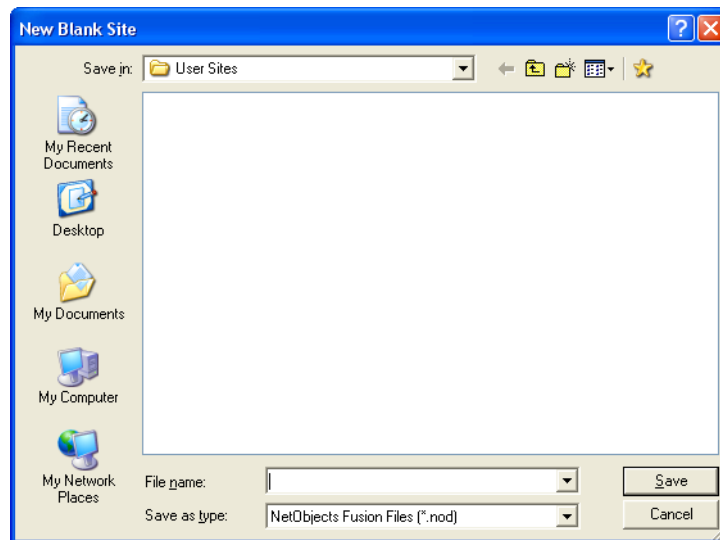 New Blank Site
Save in:
User Sites
My Recent
Documents
Desktop
My Documents
My Computer
My Network
Places
File name:
Save as type:
NetObjects Fusion Files (*.nod)
Save
Cancel